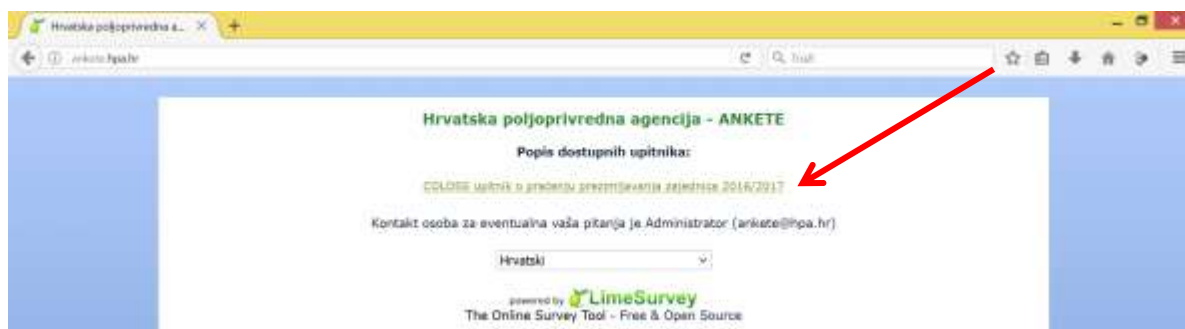 Hrvatska poljoprivredna a...
ankete.hpa.hr
Hrvatska poljoprivredna agencija - ANKETE
Popis dostupnih upitnika:
COLOSS upitnik o praćenju prezimljavanja zajednica 2016/2017
Kontakt osoba za eventualna vaša pitanja je Administrator (ankete@hpa.hr)
Hrvatski
powered by LimeSurvey
The Online Survey Tool - Free & Open Source